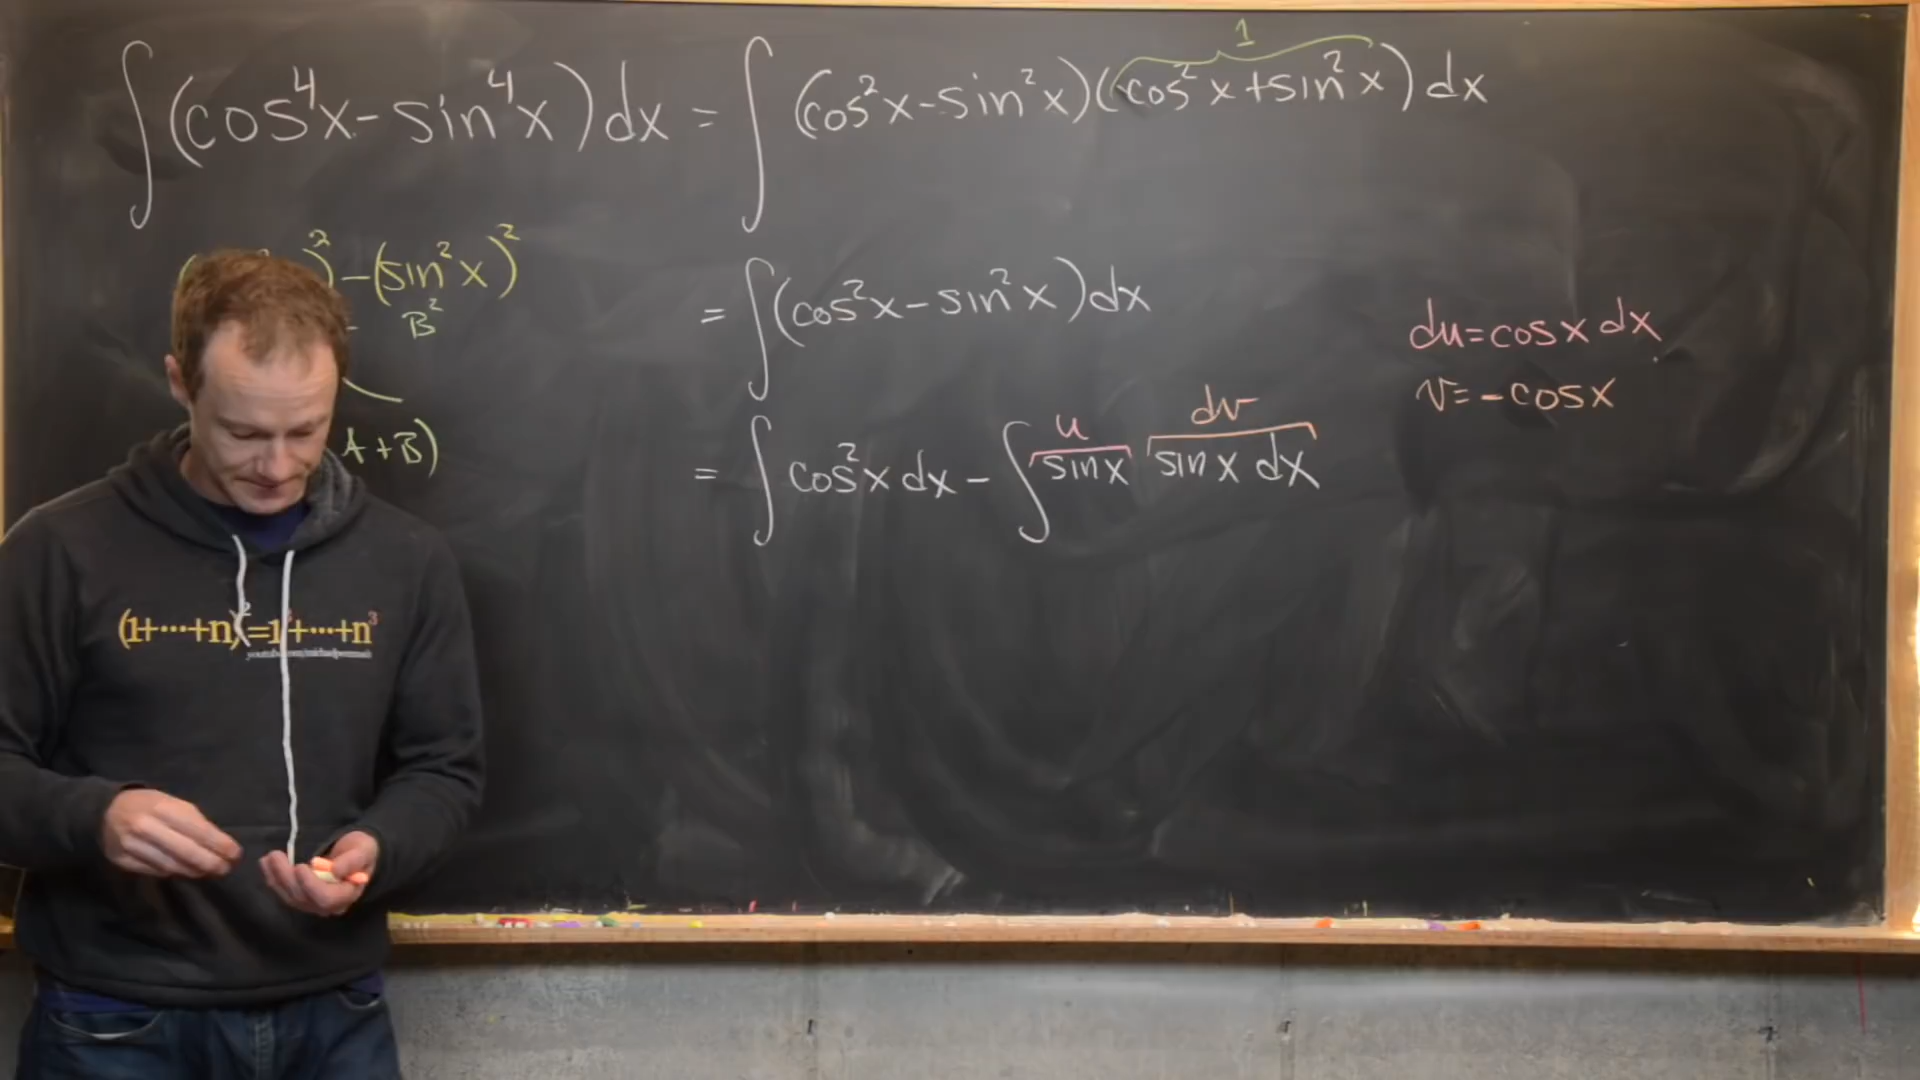 ∫(cos⁴x - sin⁴x)dx = ∫(cos²x - sin²x)(cos²x + sin²x)dx
1
)² - (sin²x)²
B²
A + B)
= ∫(cos²x - sin²x)dx
= ∫cos²x dx - ∫sin x sin x dx
u dv
du = cos x dx
v = -cos x
(1+···+n)²=1³+···+n³